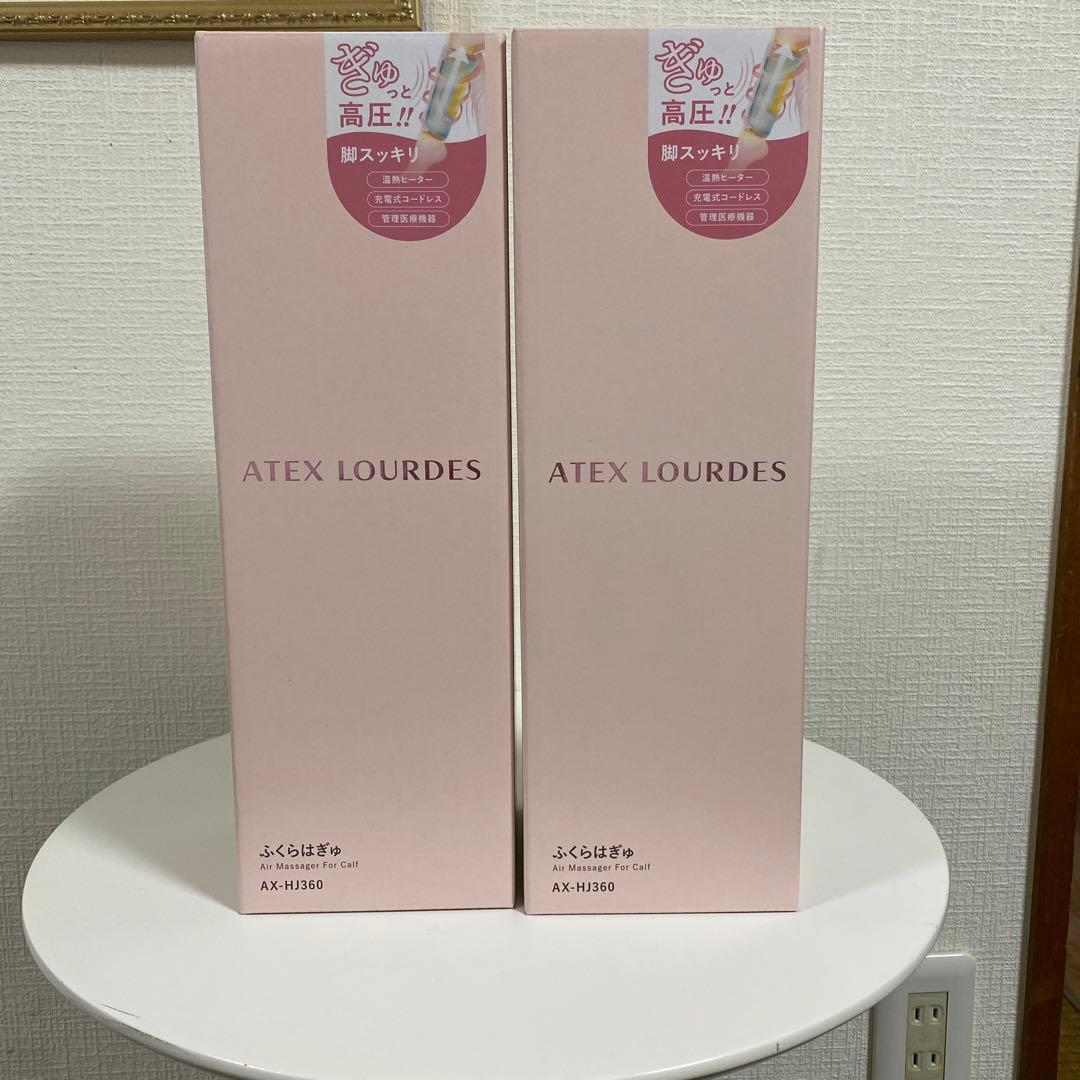 ぎゅっと
高圧!!
脚スッキリ
温熱ヒーター
充電式コードレス
管理医療機器
ATEX LOURDES
ふくらはぎゅ
Air Massager For Calf
AX-HJ360
ぎゅっと
高圧!!
脚スッキリ
温熱ヒーター
充電式コードレス
管理医療機器
ATEX LOURDES
ふくらはぎゅ
Air Massager For Calf
AX-HJ360